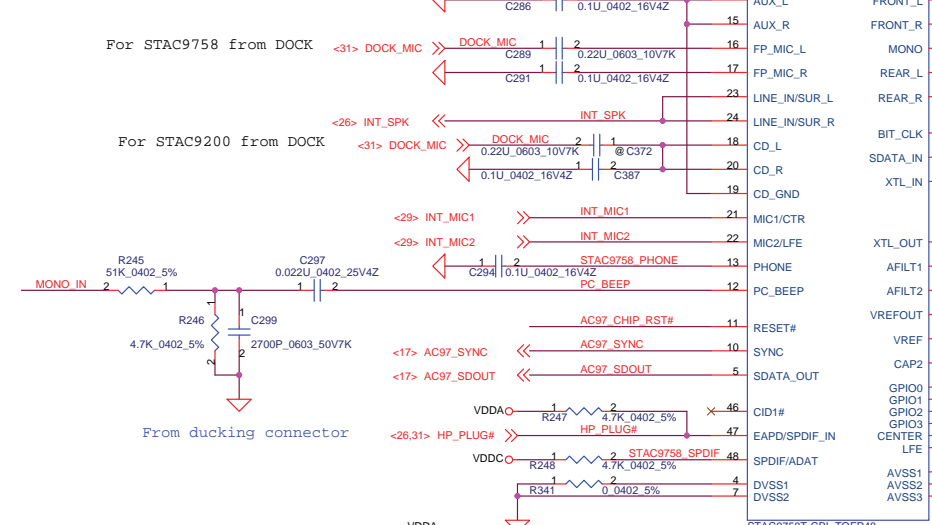 AUX_L FRONT_L
C286 0.1U_0402_16V4Z
15 AUX_R FRONT_R
For STAC9758 from DOCK <31> DOCK_MIC DOCK_MIC 16 FP_MIC_L MONO
1 2
C289 0.22U_0603_10V7K
1 2 17 FP_MIC_R REAR_L
C291 0.1U_0402_16V4Z
23 LINE_IN/SUR_L REAR_R
<26> INT_SPK INT_SPK 24 LINE_IN/SUR_R
BIT_CLK
For STAC9200 from DOCK <31> DOCK_MIC DOCK_MIC 2 1 18 CD_L
0.22U_0603_10V7K @ C372
SDATA_IN
1 2 20 CD_R
0.1U_0402_16V4Z C387
XTL_IN
19 CD_GND
<29> INT_MIC1 INT_MIC1 21 MIC1/CTR
<29> INT_MIC2 INT_MIC2 22 MIC2/LFE XTL_OUT
R245 C297 1 2 STAC9758_PHONE 13 PHONE AFILT1
51K_0402_5% 0.022U_0402_25V4Z C294 0.1U_0402_16V4Z
MONO_IN 2 1 1 2 PC_BEEP 12 PC_BEEP AFILT2
1 1
VREFOUT
R246 C299 AC97_CHIP_RST# 11 RESET#
VREF
4.7K_0402_5% 2700P_0603_50V7K <17> AC97_SYNC AC97_SYNC 10 SYNC
2 2
CAP2
<17> AC97_SDOUT AC97_SDOUT 5 SDATA_OUT
GPIO0
GPIO1
VDDA 1 2 46 CID1# GPIO2
R247 4.7K_0402_5%
GPIO3
From ducking connector <26,31> HP_PLUG# HP_PLUG# 47 EAPD/SPDIF_IN CENTER
LFE
VDDC 1 2 STAC9758_SPDIF 48 SPDIF/ADAT
R248 4.7K_0402_5%
AVSS1
1 2 4 DVSS1 AVSS2
R341 0_0402_5% 7 DVSS2 AVSS3